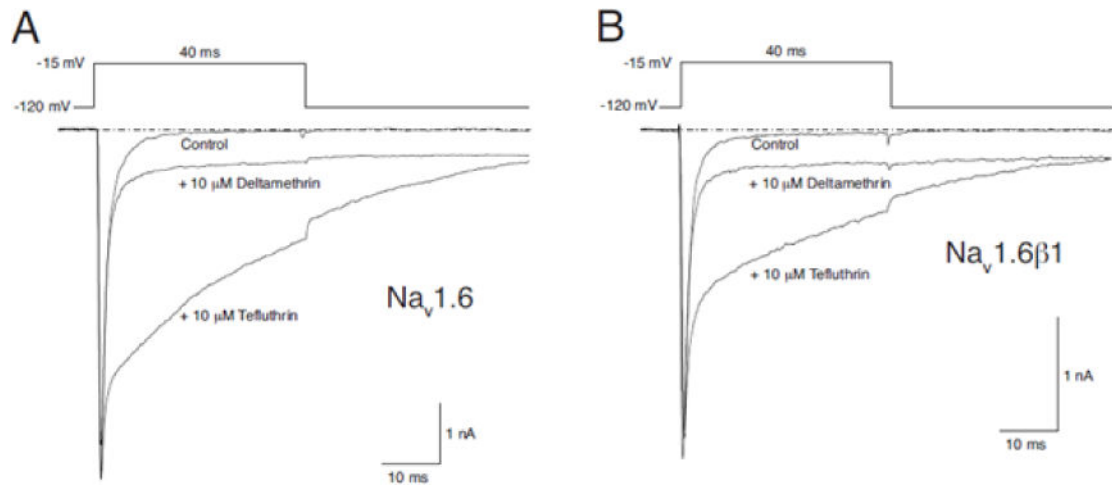 A
40 ms
-15 mV
-120 mV
Control
+ 10 μM Deltamethrin
+ 10 μM Tefluthrin
Naᵥ1.6
1 nA
10 ms
B
40 ms
-15 mV
-120 mV
Control
+ 10 μM Deltamethrin
+ 10 μM Tefluthrin
Naᵥ1.6β1
1 nA
10 ms